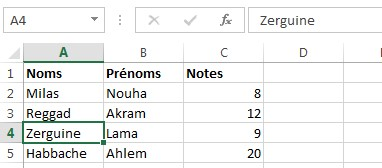 A4 fx Zerguine
A B C D
1 Noms Prénoms Notes
2 Milas Nouha 8
3 Reggad Akram 12
4 Zerguine Lama 9
5 Habbache Ahlem 20